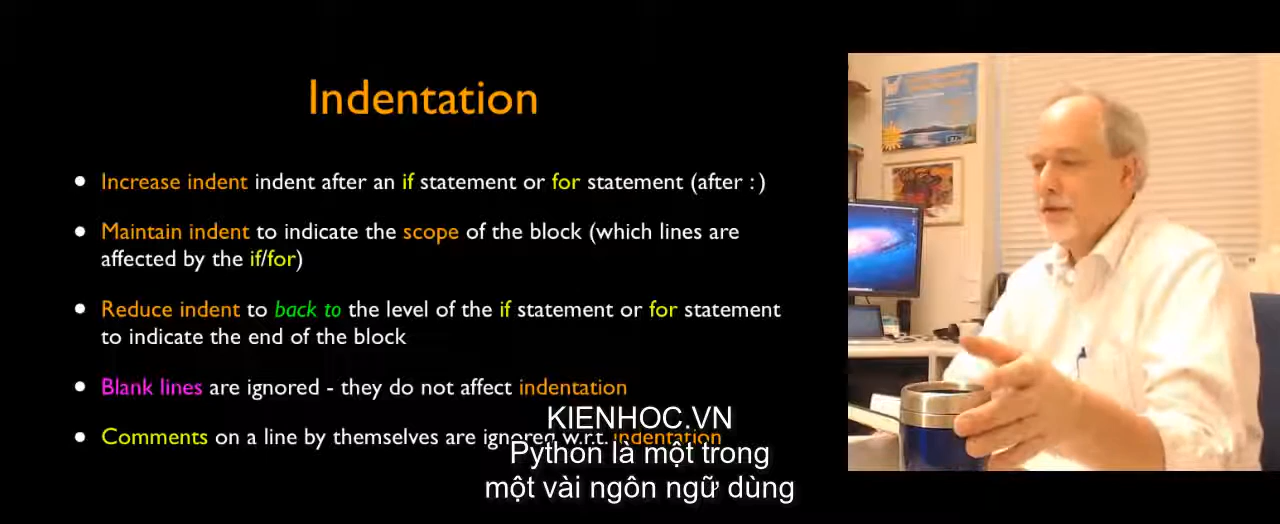 Indentation
Increase indent indent after an if statement or for statement (after : )
Maintain indent to indicate the scope of the block (which lines are
affected by the if/for)
Reduce indent to back to the level of the if statement or for statement
to indicate the end of the block
Blank lines are ignored - they do not affect indentation
Comments on a line by themselves are ignored w.r.t. indentation
KIENHOC.VN
Python là một trong
một vài ngôn ngữ dùng